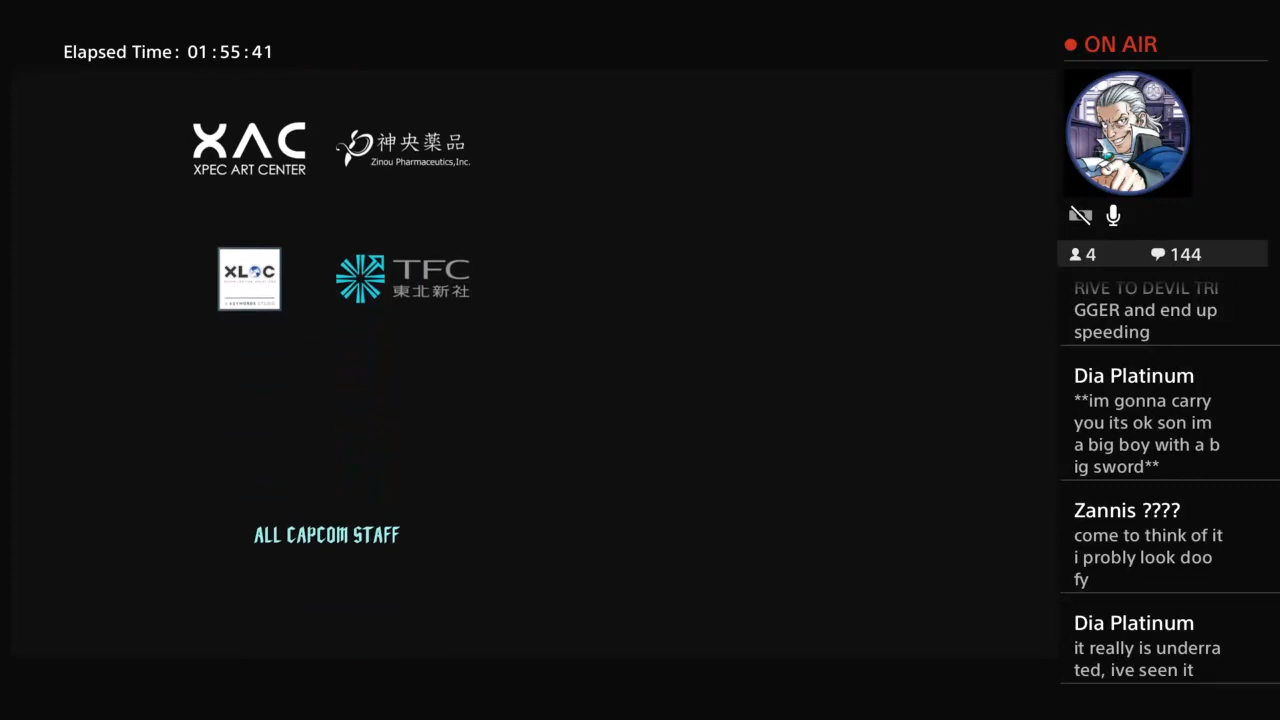 Elapsed Time: 01:55:41
ON AIR
XAC
XPEC ART CENTER
神央薬品
Zinou Pharmaceutics,Inc.
XLOC
TFC
東北新社
ALL CAPCOM STAFF
4
144
RIVE TO DEVIL TRI
GGER and end up
speeding
Dia Platinum
**im gonna carry
you its ok son im
a big boy with a b
ig sword**
Zannis ????
come to think of it
i probly look doo
fy
Dia Platinum
it really is underra
ted, ive seen it